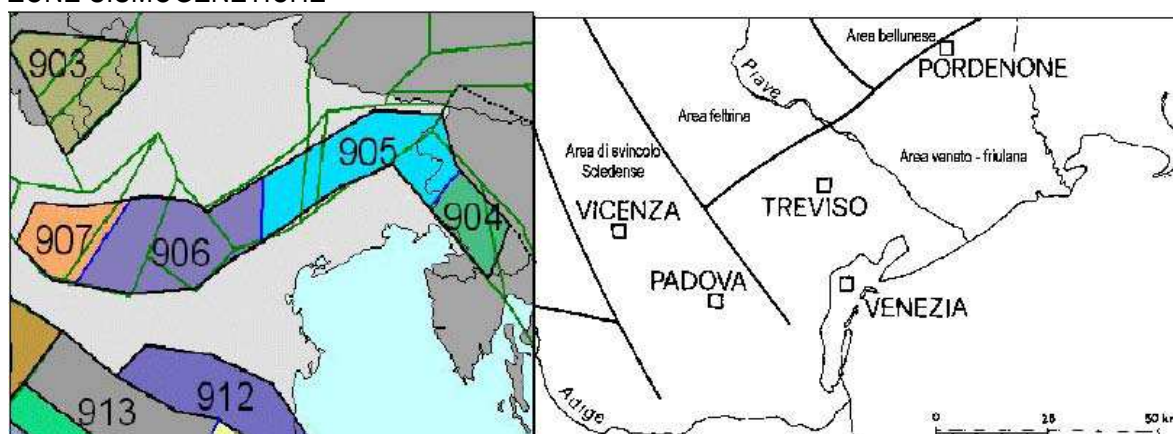 ZONE SISMOGENETICHE
903
905
904
907
906
912
913
Area bellunese
PORDENONE
Piave
Area feltrina
Area di svincolo
Scledense
Area veneto - friulana
VICENZA
TREVISO
PADOVA
VENEZIA
Adige
0 25 50 km